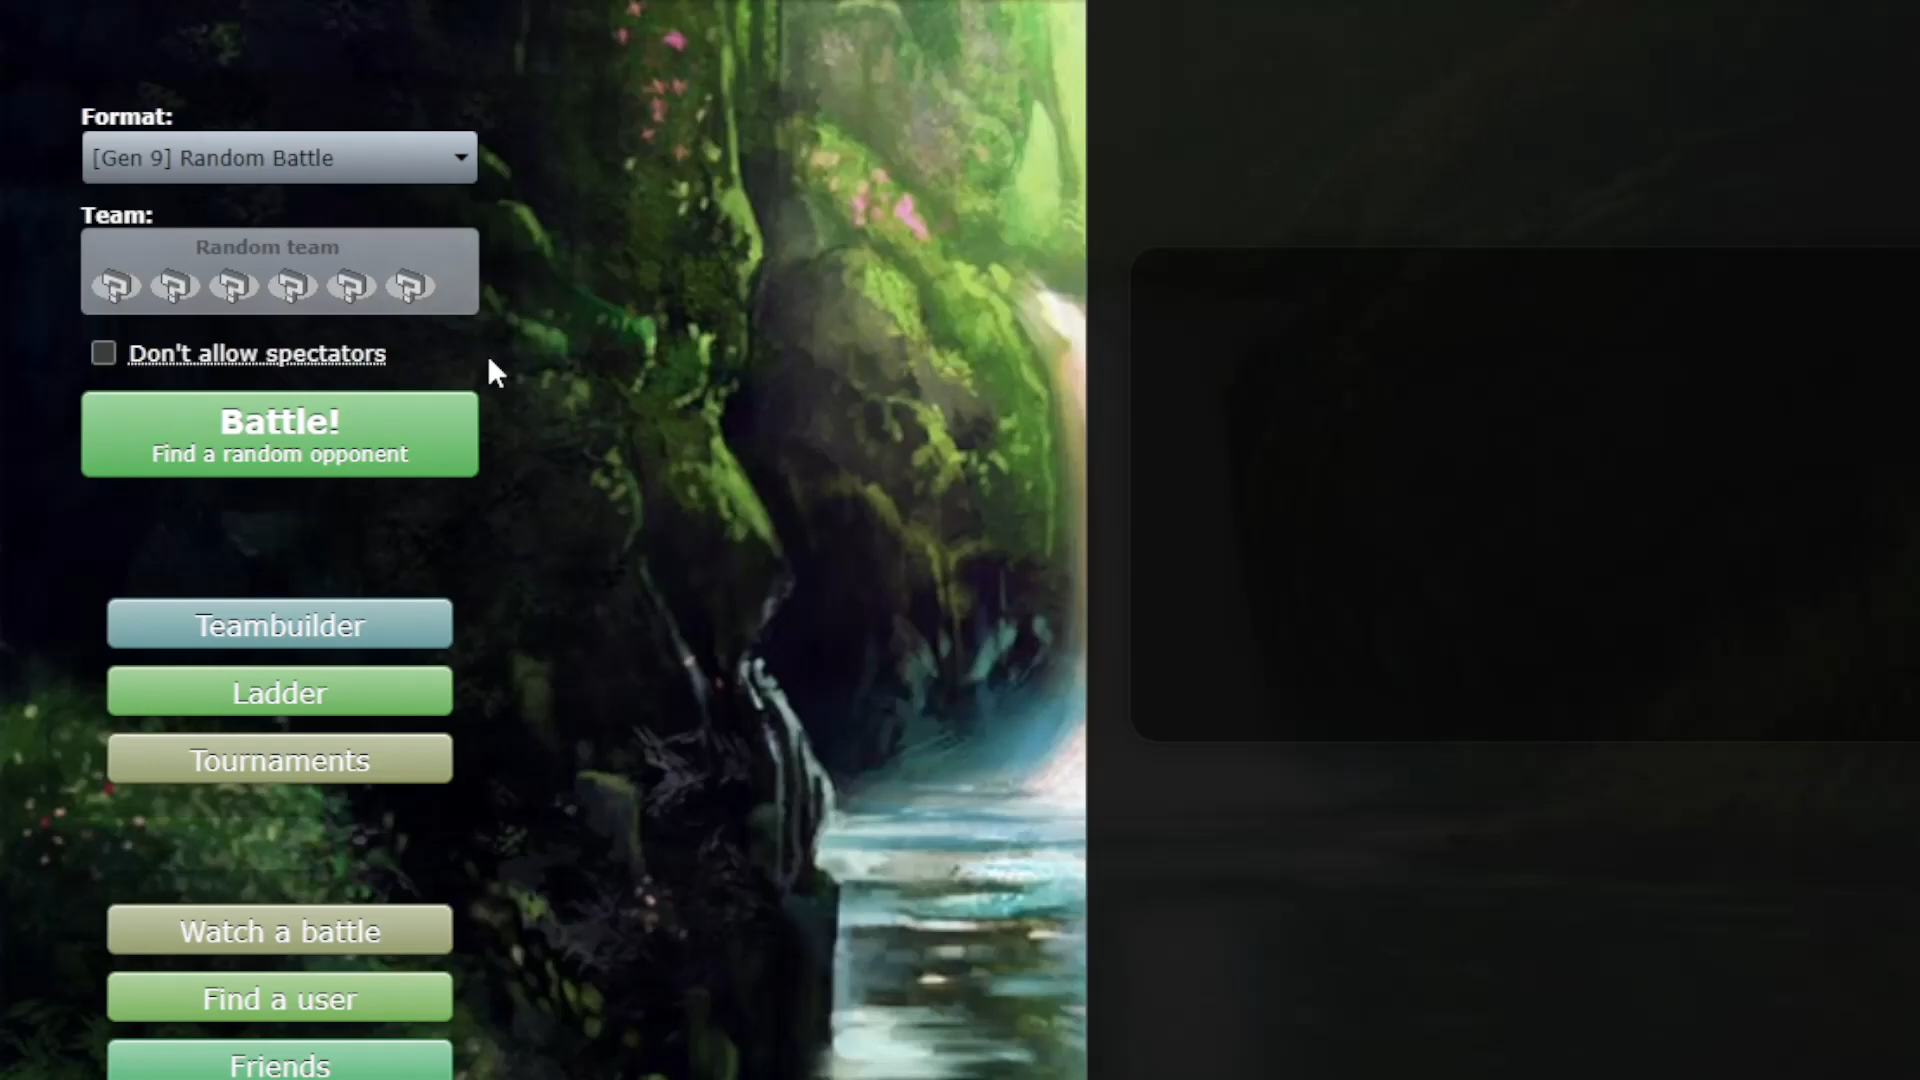 Format:
[Gen 9] Random Battle
Team:
Random team
Don't allow spectators
Battle!
Find a random opponent
Teambuilder
Ladder
Tournaments
Watch a battle
Find a user
Friends